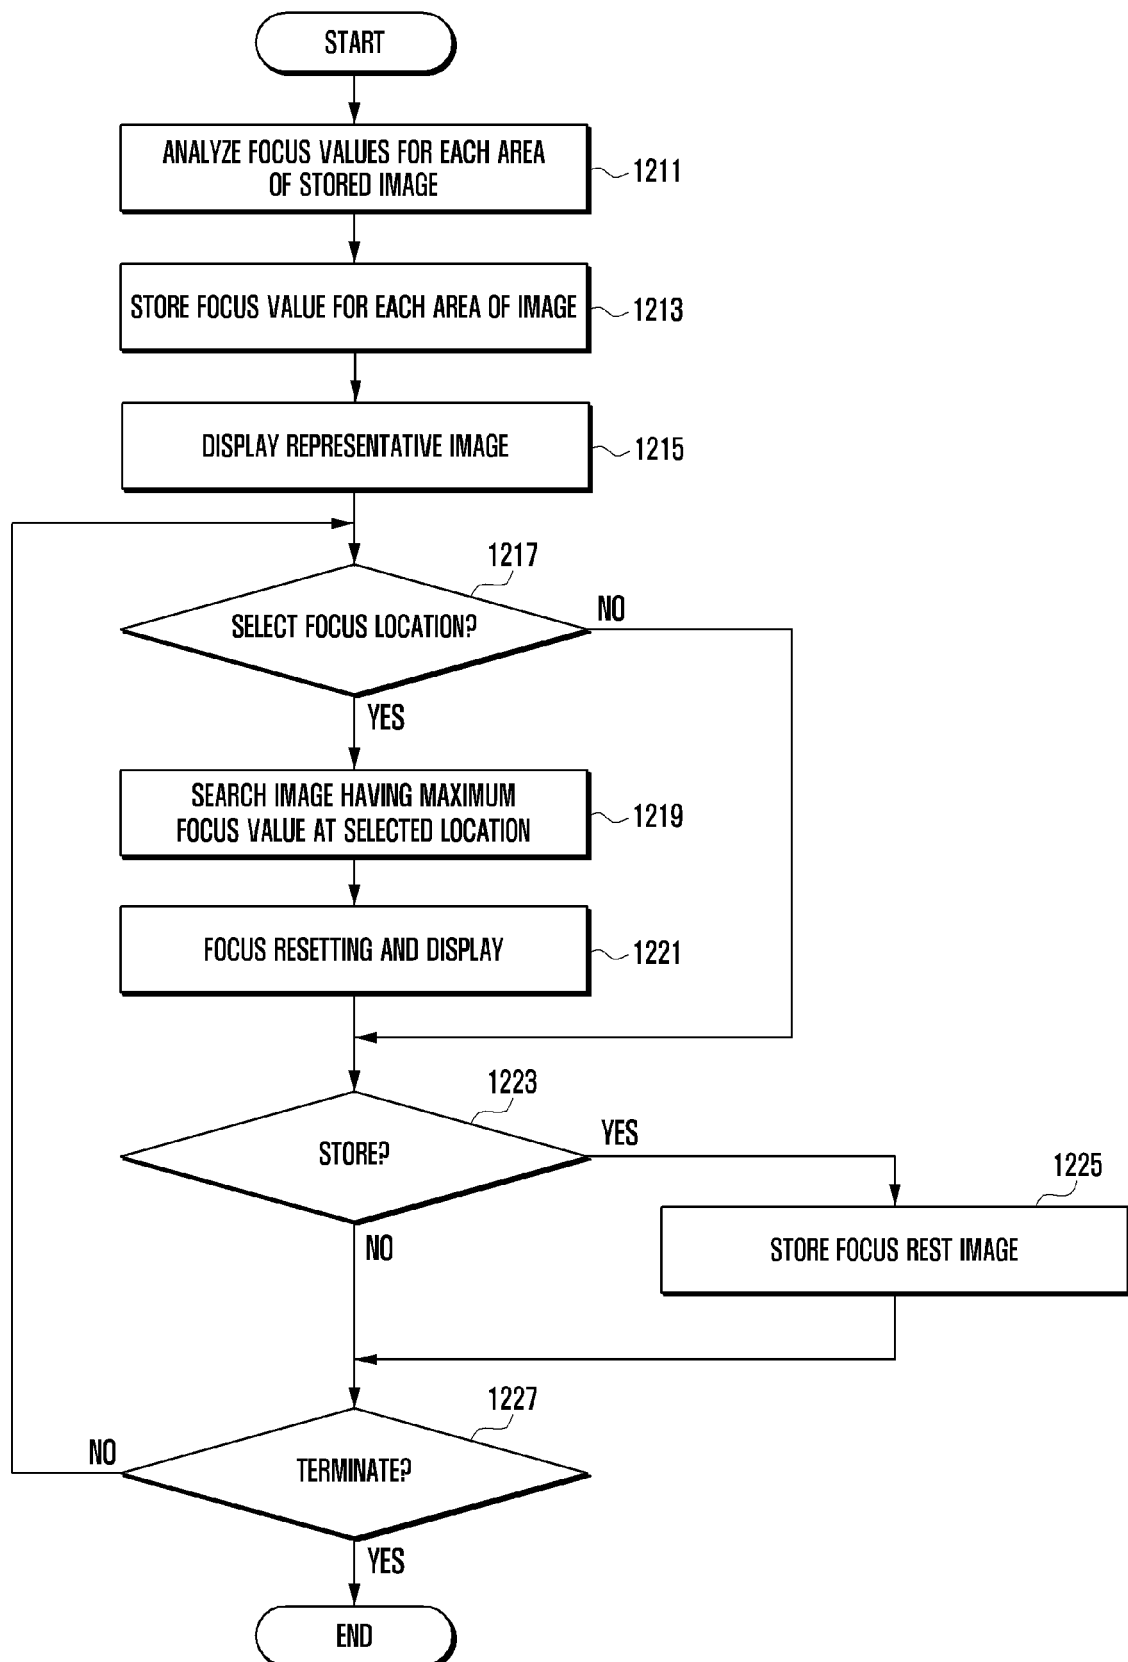 START
ANALYZE FOCUS VALUES FOR EACH AREA
OF STORED IMAGE
1211
STORE FOCUS VALUE FOR EACH AREA OF IMAGE
1213
DISPLAY REPRESENTATIVE IMAGE
1215
1217
SELECT FOCUS LOCATION?
NO
YES
SEARCH IMAGE HAVING MAXIMUM
FOCUS VALUE AT SELECTED LOCATION
1219
FOCUS RESETTING AND DISPLAY
1221
1223
STORE?
YES
NO
1225
STORE FOCUS REST IMAGE
1227
TERMINATE?
NO
YES
END